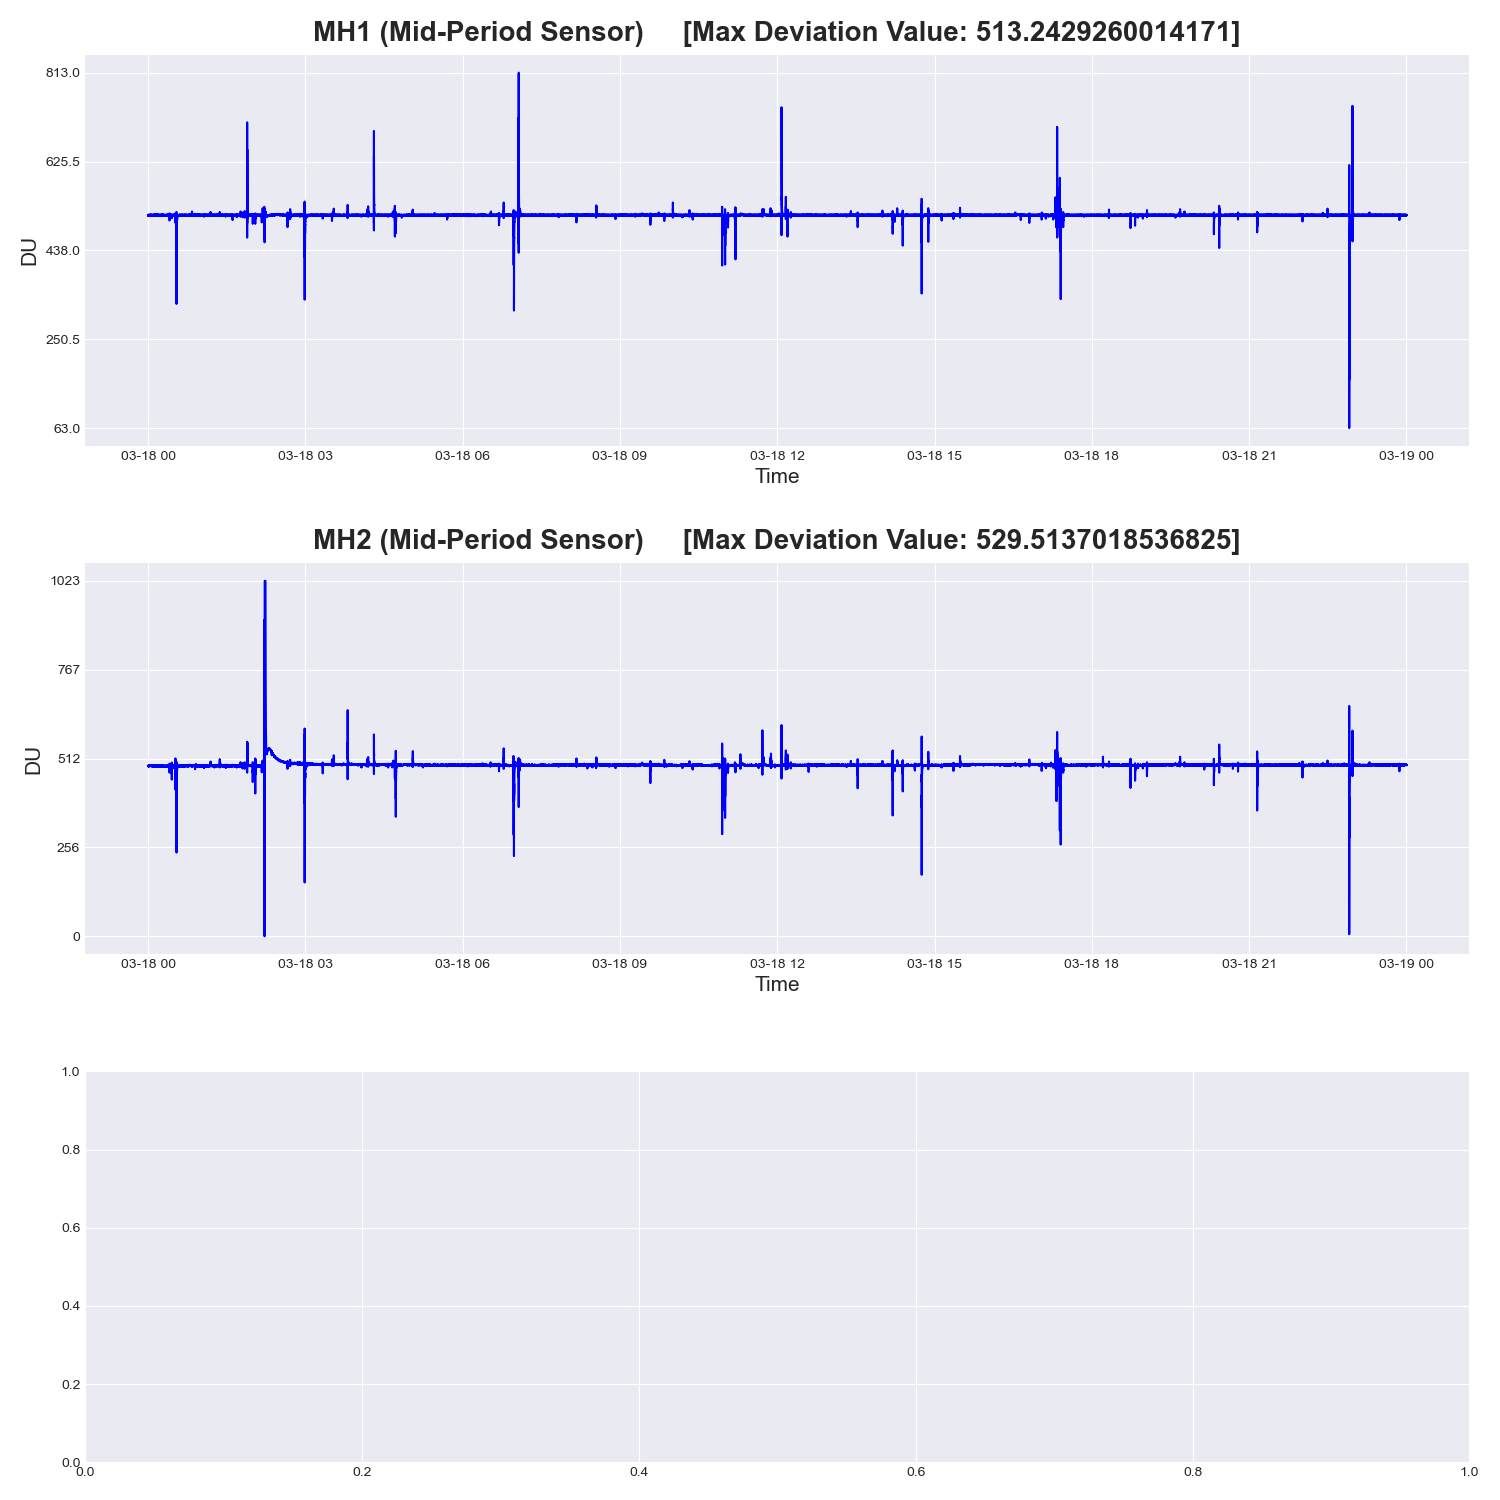 MH1 (Mid-Period Sensor) [Max Deviation Value: 513.2429260014171]
813.0
625.5
438.0
250.5
63.0
DU
03-18 00 03-18 03 03-18 06 03-18 09 03-18 12 03-18 15 03-18 18 03-18 21 03-19 00
Time
MH2 (Mid-Period Sensor) [Max Deviation Value: 529.5137018536825]
1023
767
512
256
0
DU
03-18 00 03-18 03 03-18 06 03-18 09 03-18 12 03-18 15 03-18 18 03-18 21 03-19 00
Time
1.0
0.8
0.6
0.4
0.2
0.0
0.0 0.2 0.4 0.6 0.8 1.0